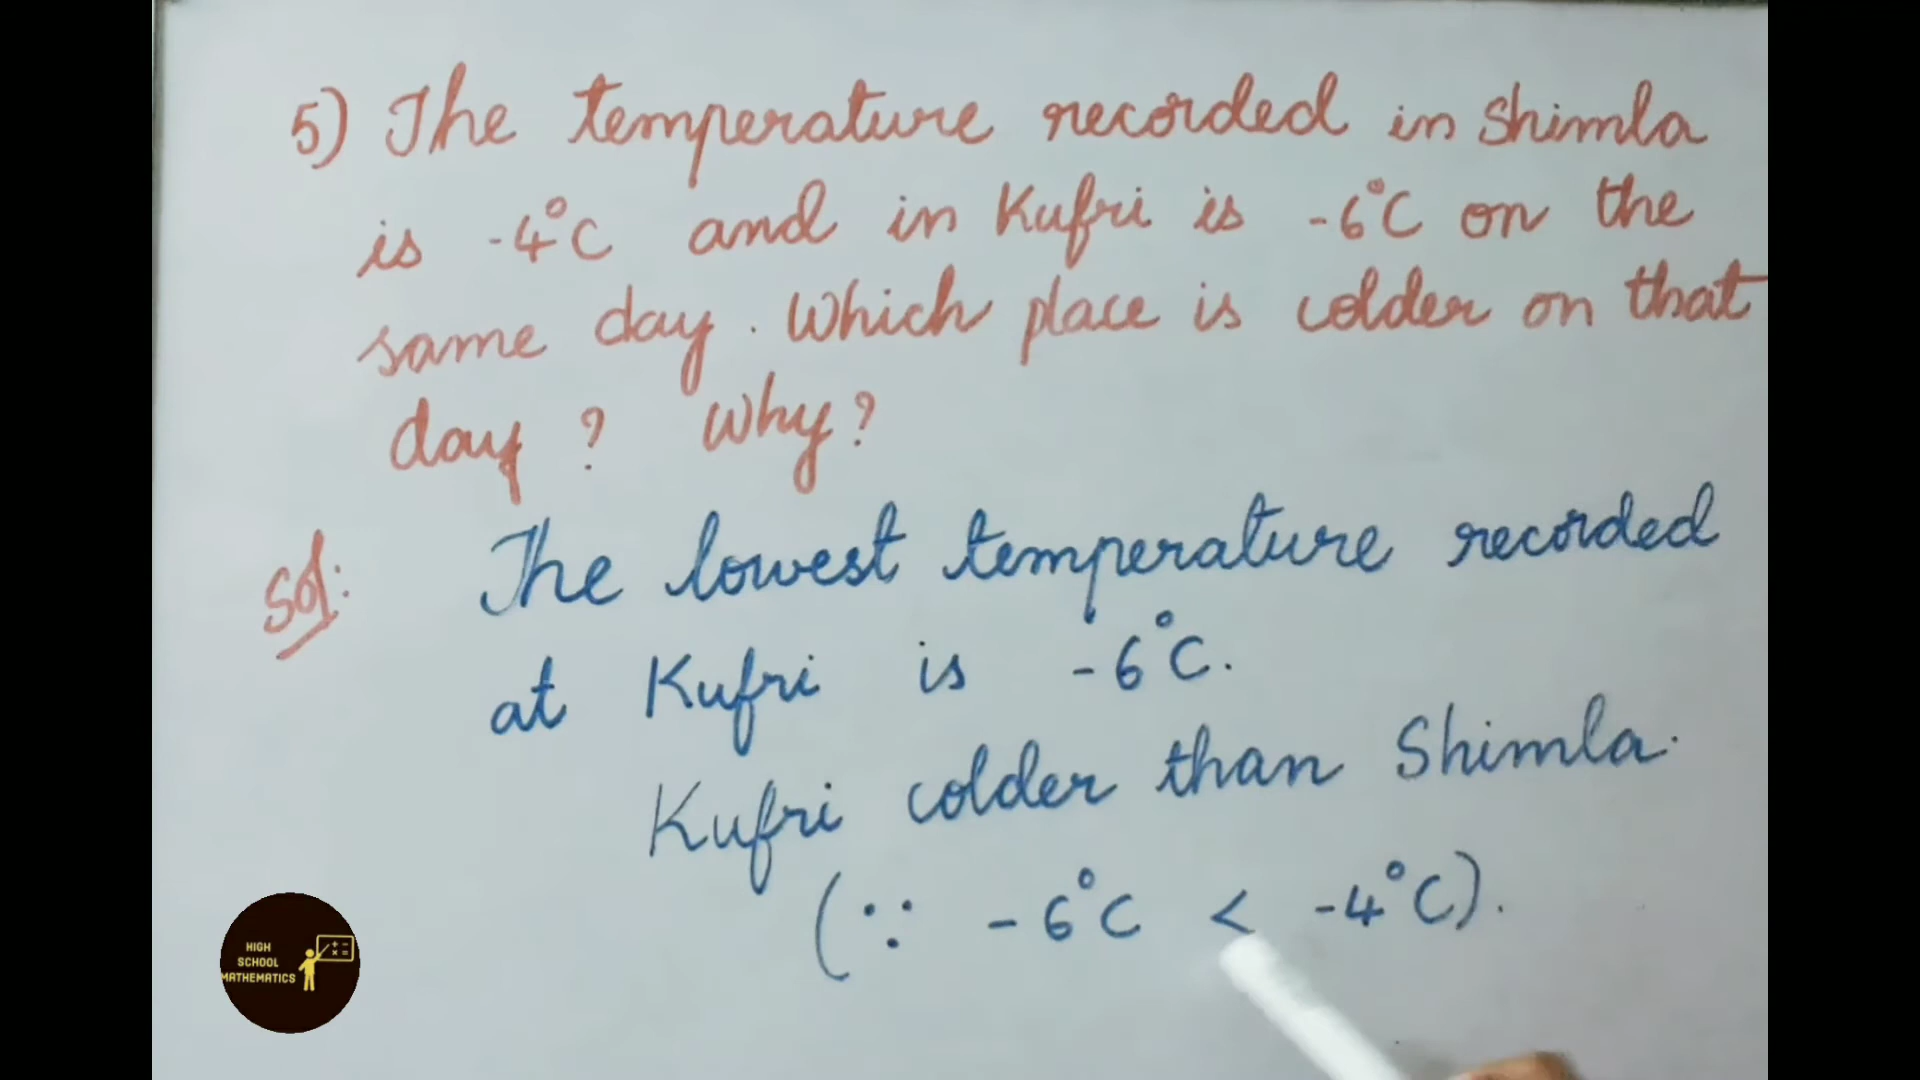 5) The temperature recorded in Shimla
is -4°C and in Kufri is -6°C on the
same day. Which place is colder on that
day? Why?
Sol:
The lowest temperature recorded
at Kufri is -6°C.
Kufri colder than Shimla.
(∵ -6°C < -4°C).
HIGH
SCHOOL
MATHEMATICS